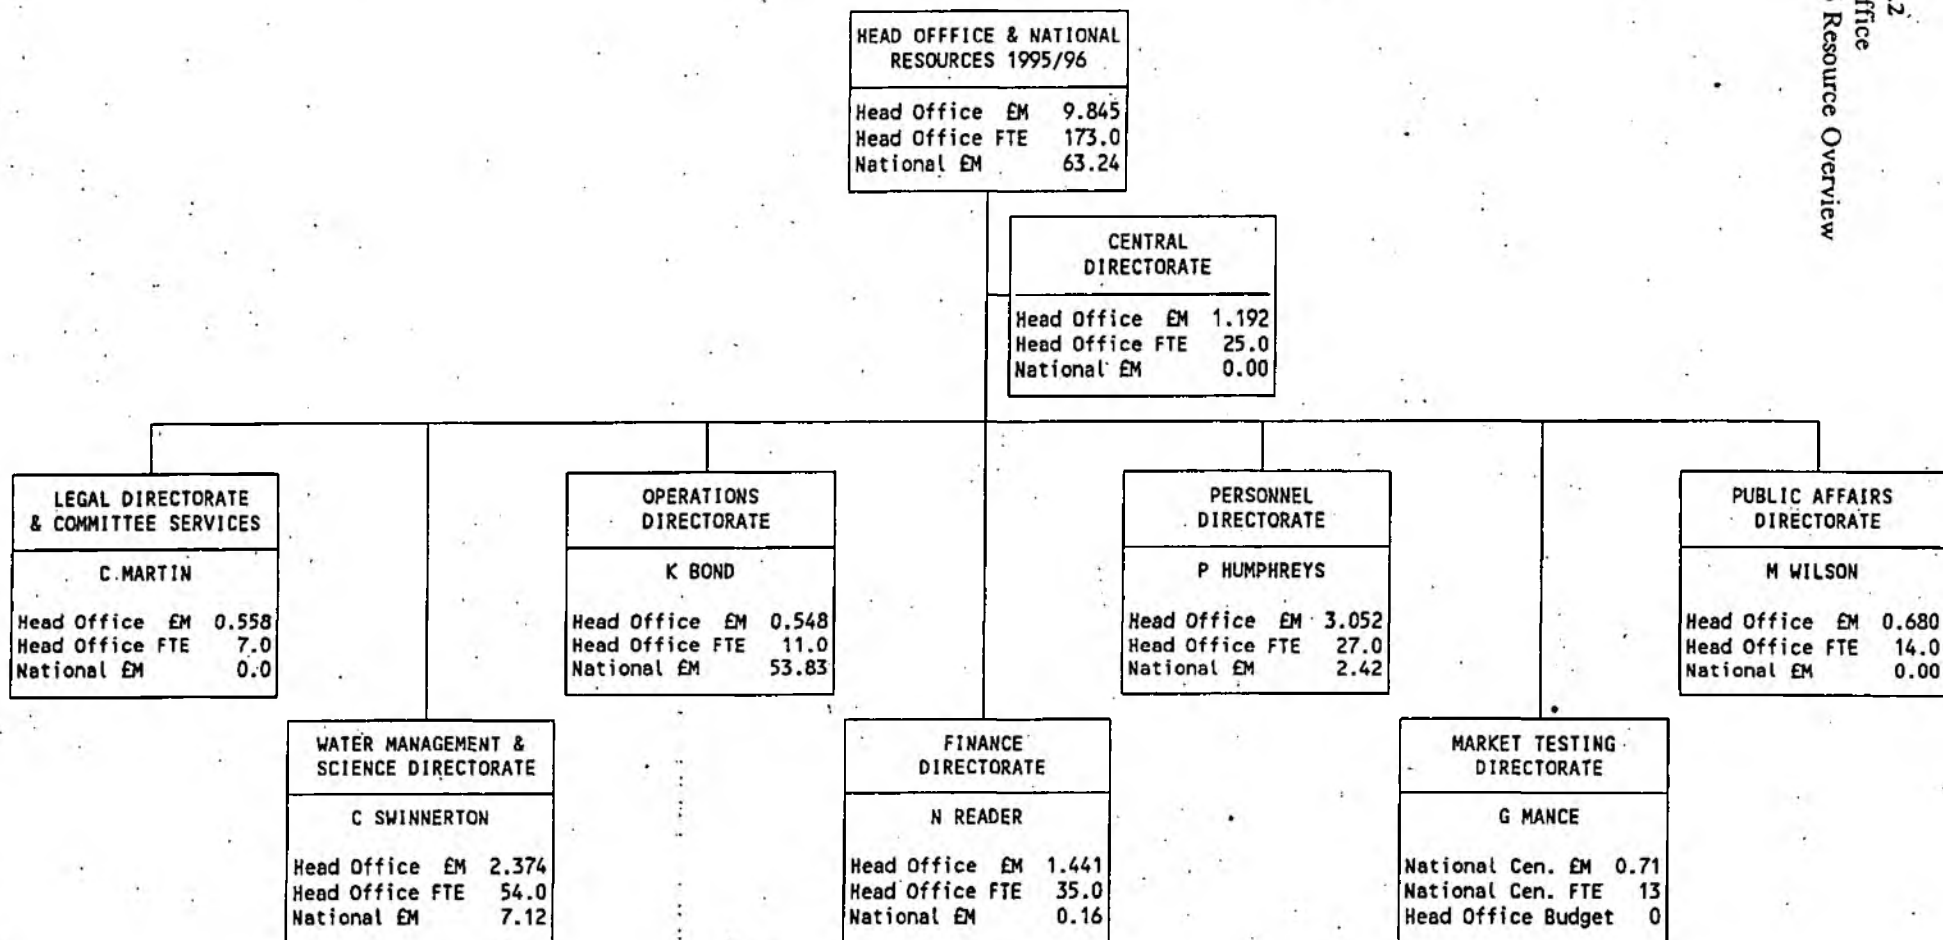 .2
ffice
Resource Overview
HEAD OFFFICE & NATIONAL
RESOURCES 1995/96
Head Office £M 9.845
Head Office FTE 173.0
National £M 63.24
CENTRAL
DIRECTORATE
Head Office £M 1.192
Head Office FTE 25.0
National £M 0.00
LEGAL DIRECTORATE
& COMMITTEE SERVICES
C MARTIN
Head Office £M 0.558
Head Office FTE 7.0
National £M 0.0
OPERATIONS
DIRECTORATE
K BOND
Head Office £M 0.548
Head Office FTE 11.0
National £M 53.83
PERSONNEL
DIRECTORATE
P HUMPHREYS
Head Office £M 3.052
Head Office FTE 27.0
National £M 2.42
PUBLIC AFFAIRS
DIRECTORATE
M WILSON
Head Office £M 0.680
Head Office FTE 14.0
National £M 0.00
WATER MANAGEMENT &
SCIENCE DIRECTORATE
C SWINNERTON
Head Office £M 2.374
Head Office FTE 54.0
National £M 7.12
FINANCE
DIRECTORATE
N READER
Head Office £M 1.441
Head Office FTE 35.0
National £M 0.16
MARKET TESTING
DIRECTORATE
G MANCE
National Cen. £M 0.71
National Cen. FTE 13
Head Office Budget 0